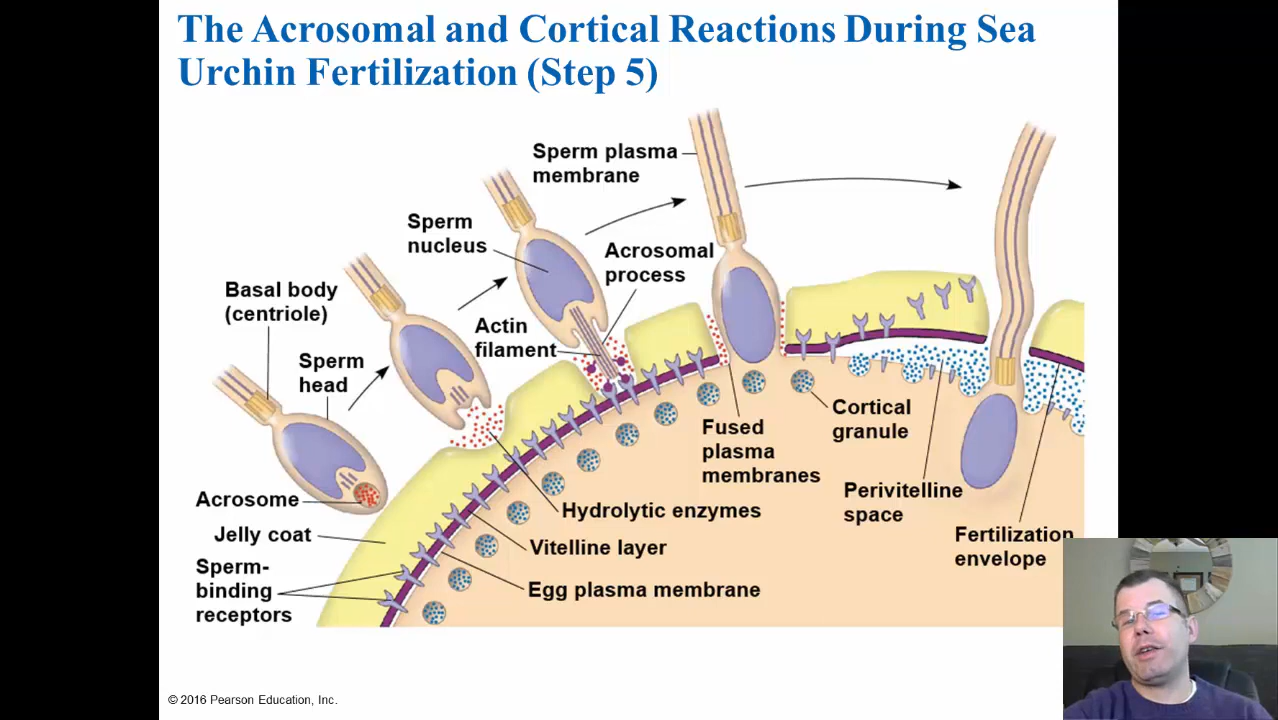 The Acrosomal and Cortical Reactions During Sea
Urchin Fertilization (Step 5)
Sperm plasma
membrane
Sperm
nucleus
Acrosomal
process
Basal body
(centriole)
Actin
filament
Sperm
head
Cortical
granule
Fused
plasma
membranes
Perivitelline
space
Acrosome
Hydrolytic enzymes
Jelly coat
Fertilization
envelope
Vitelline layer
Sperm-
binding
receptors
Egg plasma membrane
© 2016 Pearson Education, Inc.